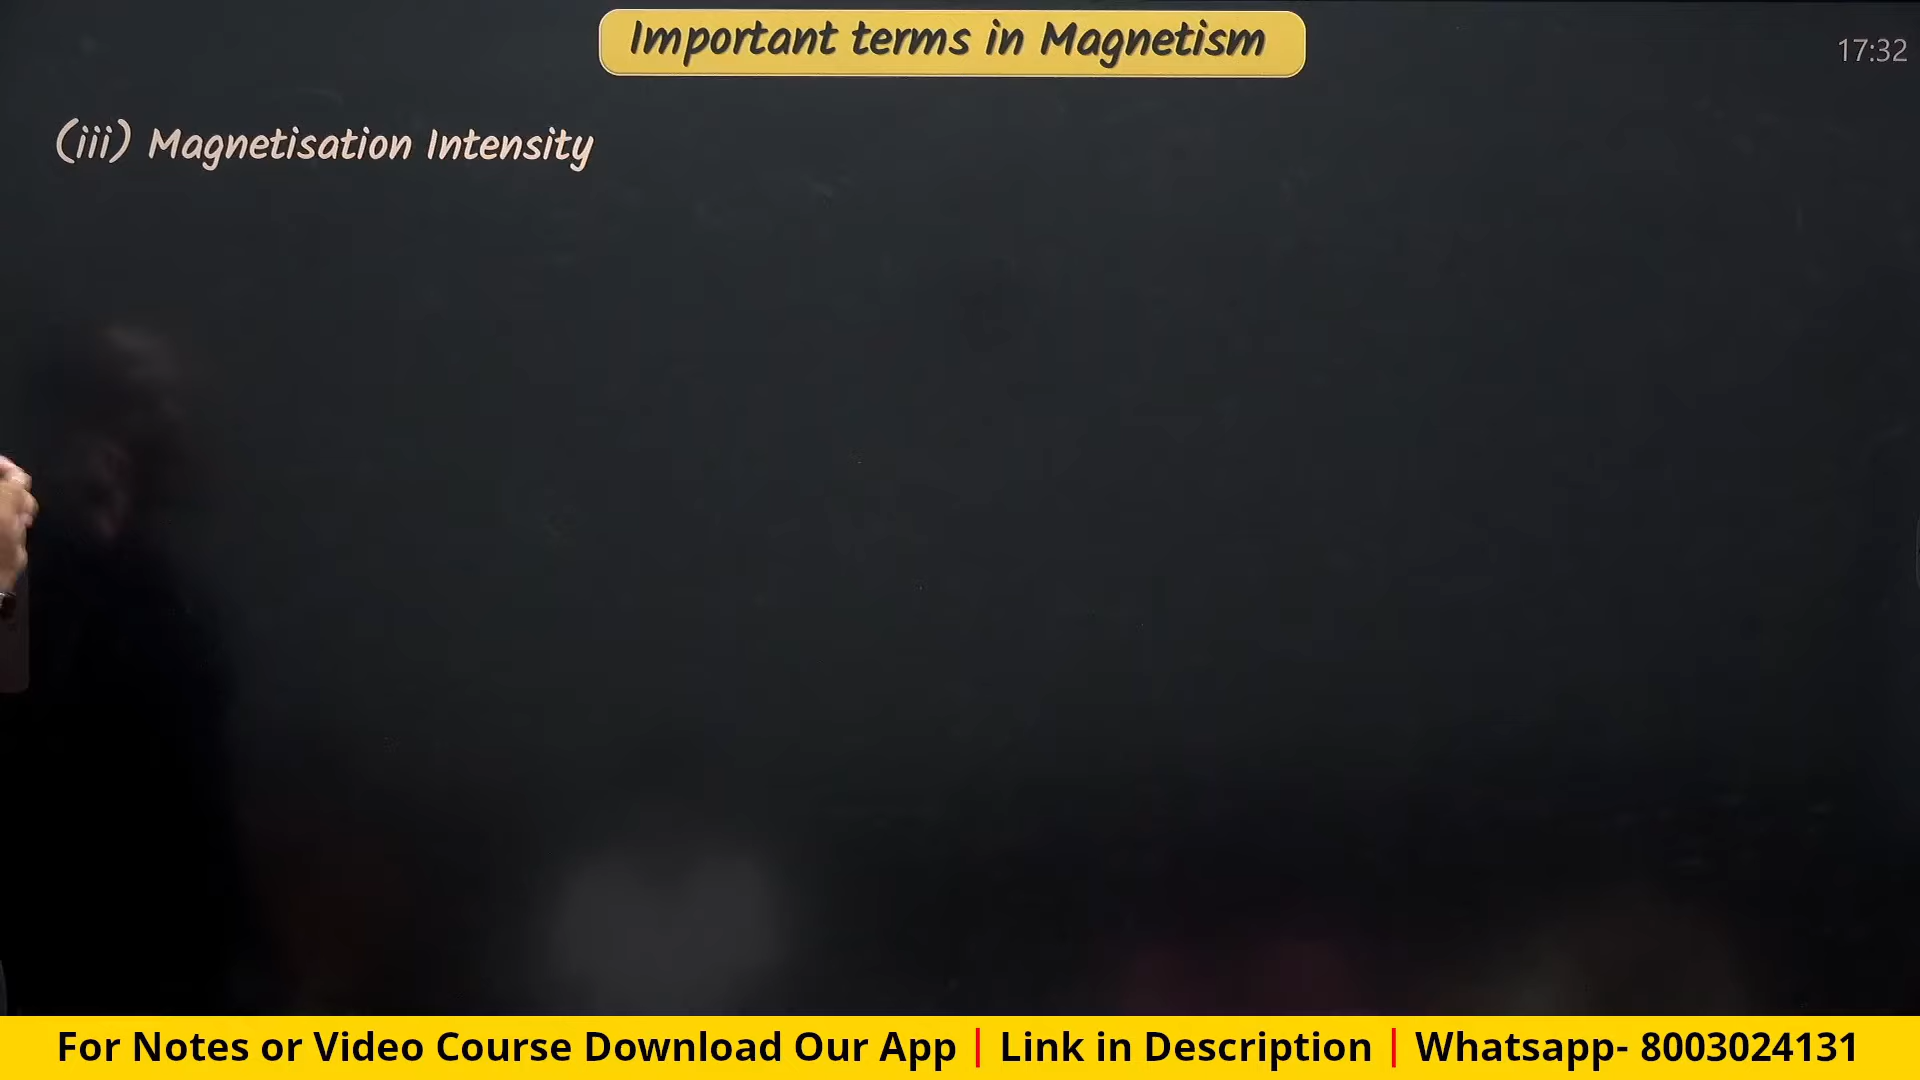 Important terms in Magnetism
17:32
(iii) Magnetisation Intensity
For Notes or Video Course Download Our App | Link in Description | Whatsapp- 8003024131